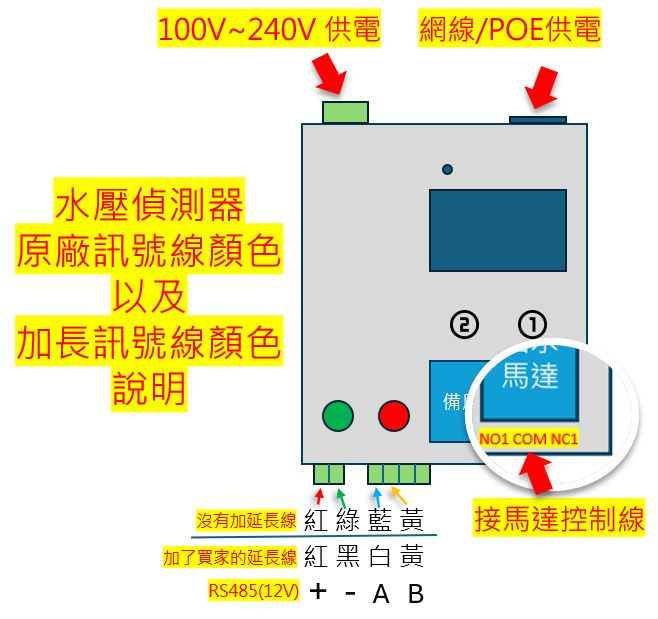 100V~240V 供電
網線/POE供電
水壓偵測器
原廠訊號線顏色
以及
加長訊號線顏色
說明
② ①
馬達
備
NO1 COM NC1
接馬達控制線
沒有加延長線 紅 綠 藍 黃
加了買家的延長線 紅 黑 白 黃
RS485(12V) + - A B